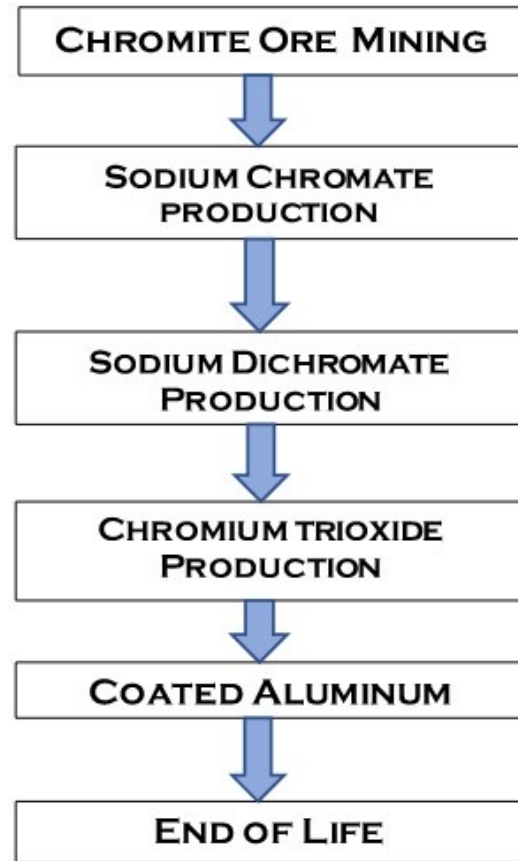 CHROMITE ORE MINING
SODIUM CHROMATE
PRODUCTION
SODIUM DICHROMATE
PRODUCTION
CHROMIUM TRIOXIDE
PRODUCTION
COATED ALUMINUM
END OF LIFE